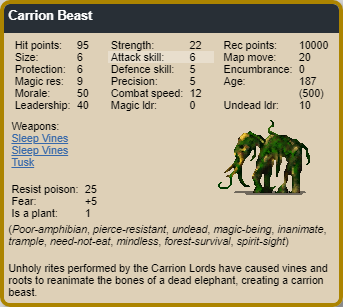 Carrion Beast
Hit points: 95 Strength: 22 Rec points: 10000
Size: 6 Attack skill: 6 Map move: 20
Protection: 6 Defence skill: 5 Encumbrance: 0
Magic res: 9 Precision: 5 Age: 187
Morale: 50 Combat speed: 12 (500)
Leadership: 40 Magic ldr: 0 Undead ldr: 10
Weapons:
Sleep Vines
Sleep Vines
Tusk
Resist poison: 25
Fear: +5
Is a plant: 1
(Poor-amphibian, pierce-resistant, undead, magic-being, inanimate,
trample, need-not-eat, mindless, forest-survival, spirit-sight)
Unholy rites performed by the Carrion Lords have caused vines and
roots to reanimate the bones of a dead elephant, creating a carrion
beast.